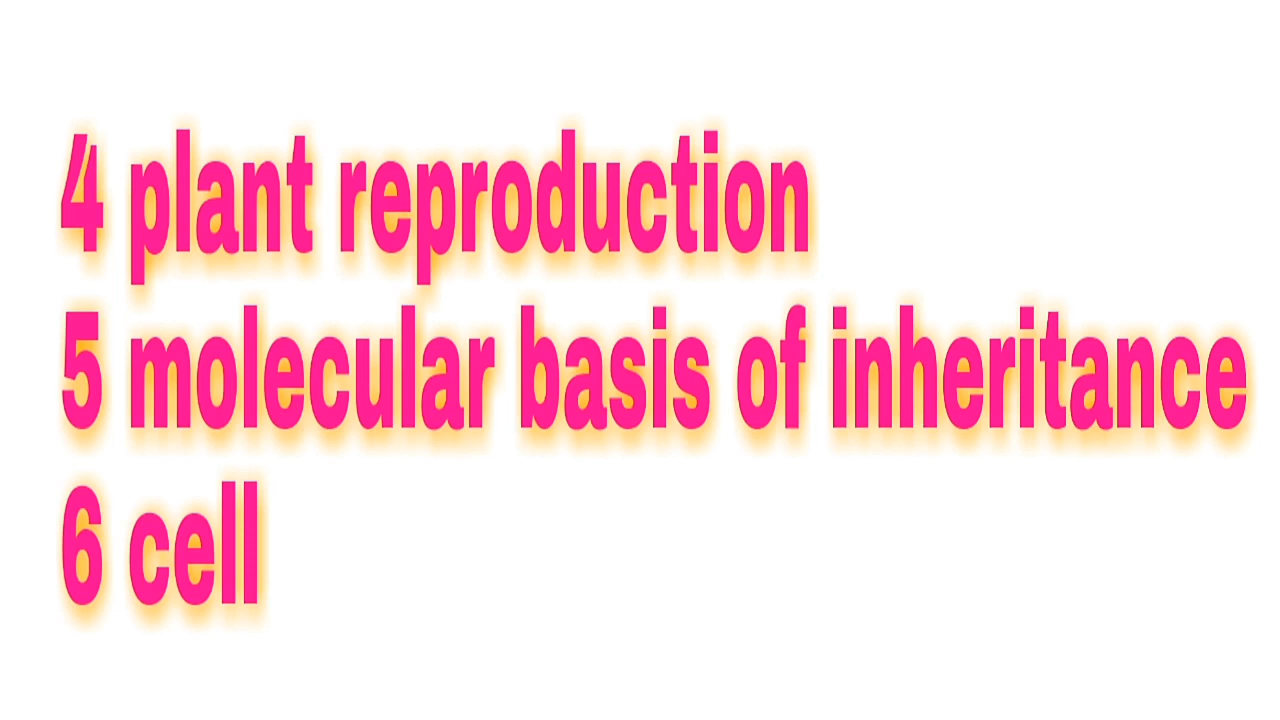 4 plant reproduction
5 molecular basis of inheritance
6 cell